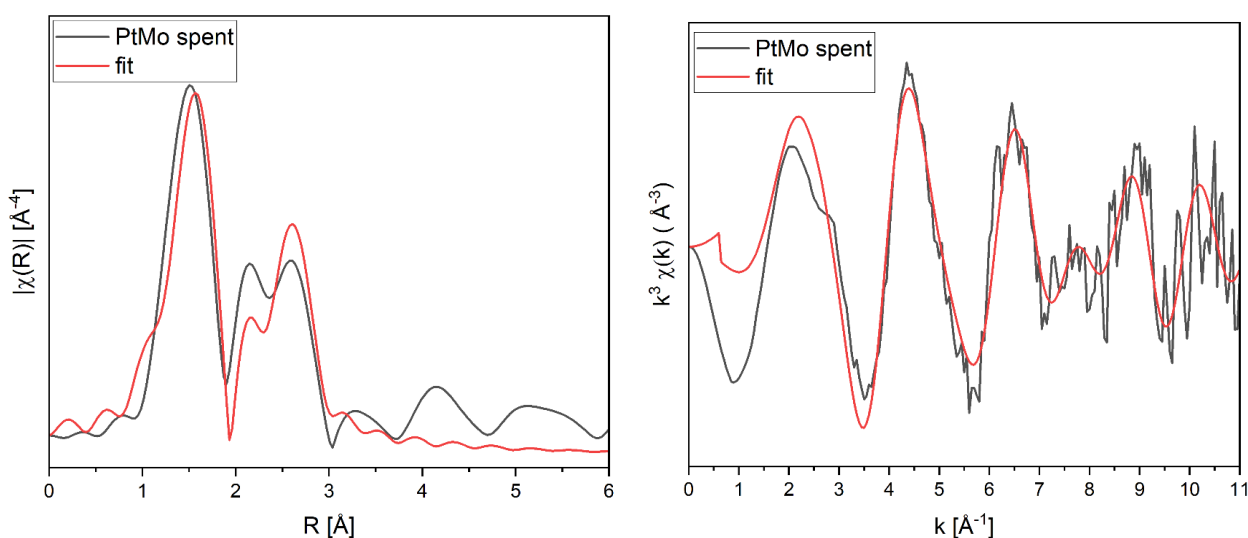 PtMo spent
fit
|χ(R)| [Å-4]
0 1 2 3 4 5 6
R [Å]
PtMo spent
fit
k3 χ(k) ( Å-3)
0 1 2 3 4 5 6 7 8 9 10 11
k [Å-1]